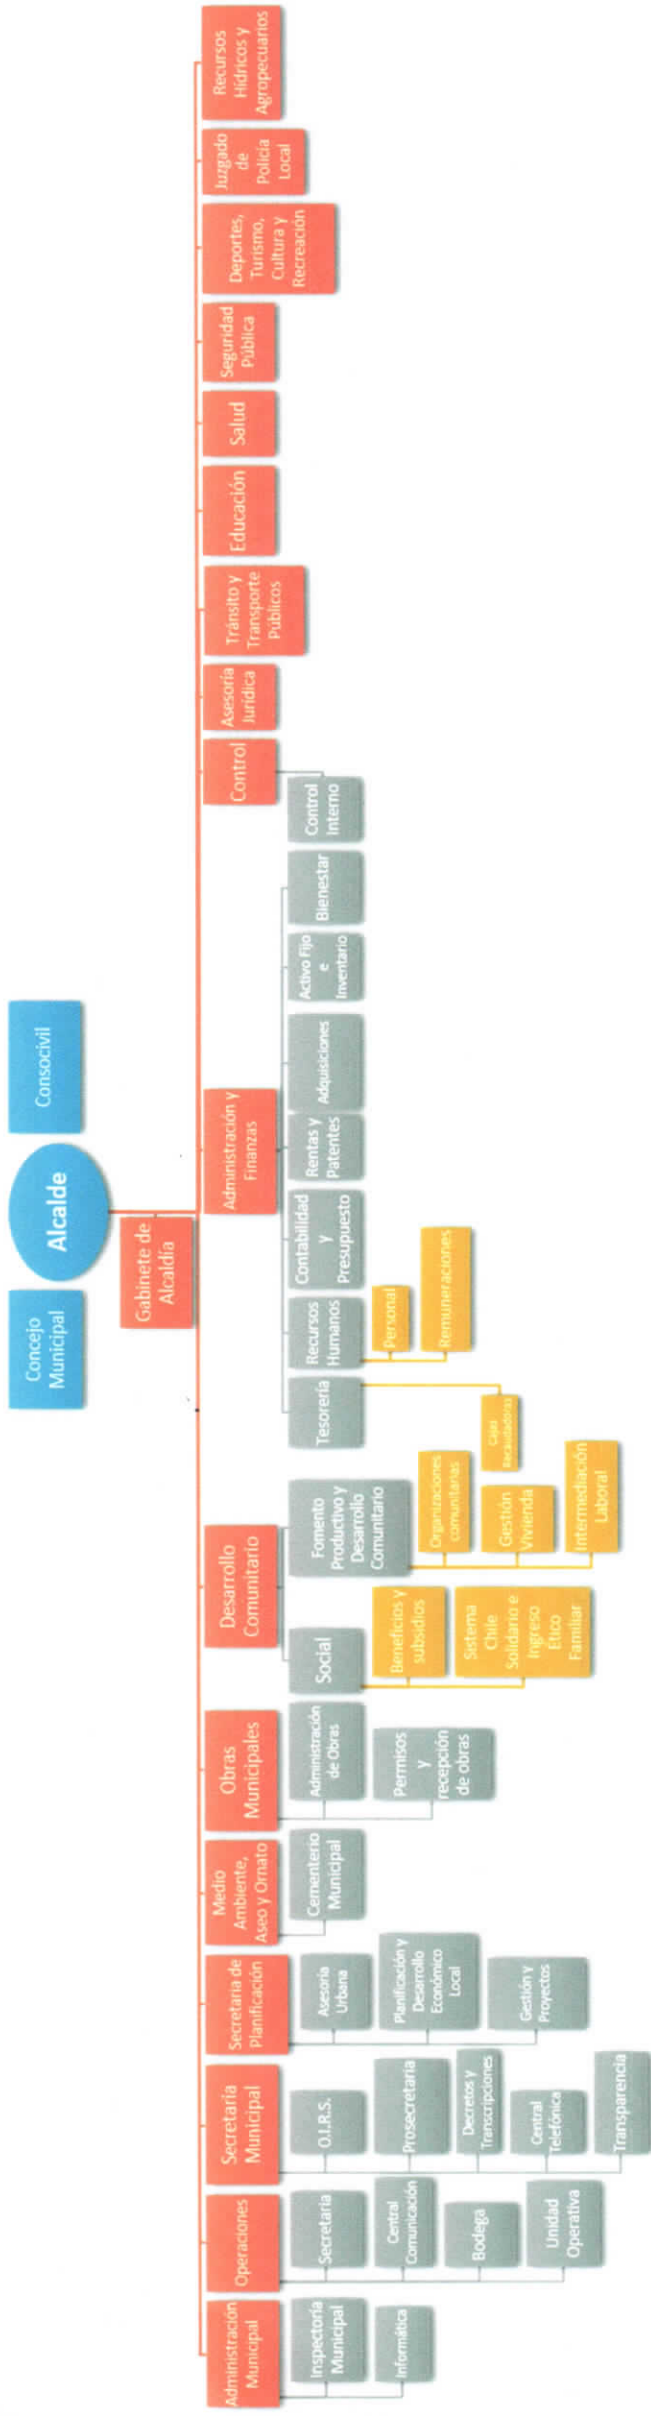 Concejo
Municipal
Alcalde
Consocivil
Gabinete de
Alcaldía
Administración
Municipal
Inspectoría
Municipal
Informática
Operaciones
Secretaria
Central
Comunicación
Bodega
Unidad
Operativa
Secretaria
Municipal
O.I.R.S.
Prosecretaria
Decretos y
Transcripciones
Central
Telefónica
Transparencia
Secretaria de
Planificación
Asesoría
Urbana
Planificación y
Desarrollo
Económico
Local
Gestión y
Proyectos
Medio
Ambiente,
Aseo y Ornato
Cementerio
Municipal
Obras
Municipales
Administración
de Obras
Permisos
y
recepción
de obras
Desarrollo
Comunitario
Social
Beneficios y
subsidios
Sistema
Chile
Solidario e
Ingreso
Etico
Familiar
Fomento
Productivo y
Desarrollo
Comunitario
Organizaciones
comunitarias
Gestión
Vivienda
Intermediación
Laboral
Administración y
Finanzas
Tesorería
Cajas
Recaudadoras
Recursos
Humanos
Personal
Remuneraciones
Contabilidad
y
Presupuesto
Rentas y
Patentes
Adquisiciones
Activo Fijo
e
Inventario
Bienestar
Control
Control
Interno
Asesoría
Jurídica
Tránsito y
Transporte
Públicos
Educación
Salud
Seguridad
Pública
Deportes,
Turismo,
Cultura y
Recreación
Juzgado
de
Policía
Local
Recursos
Hídricos y
Agropecuarios